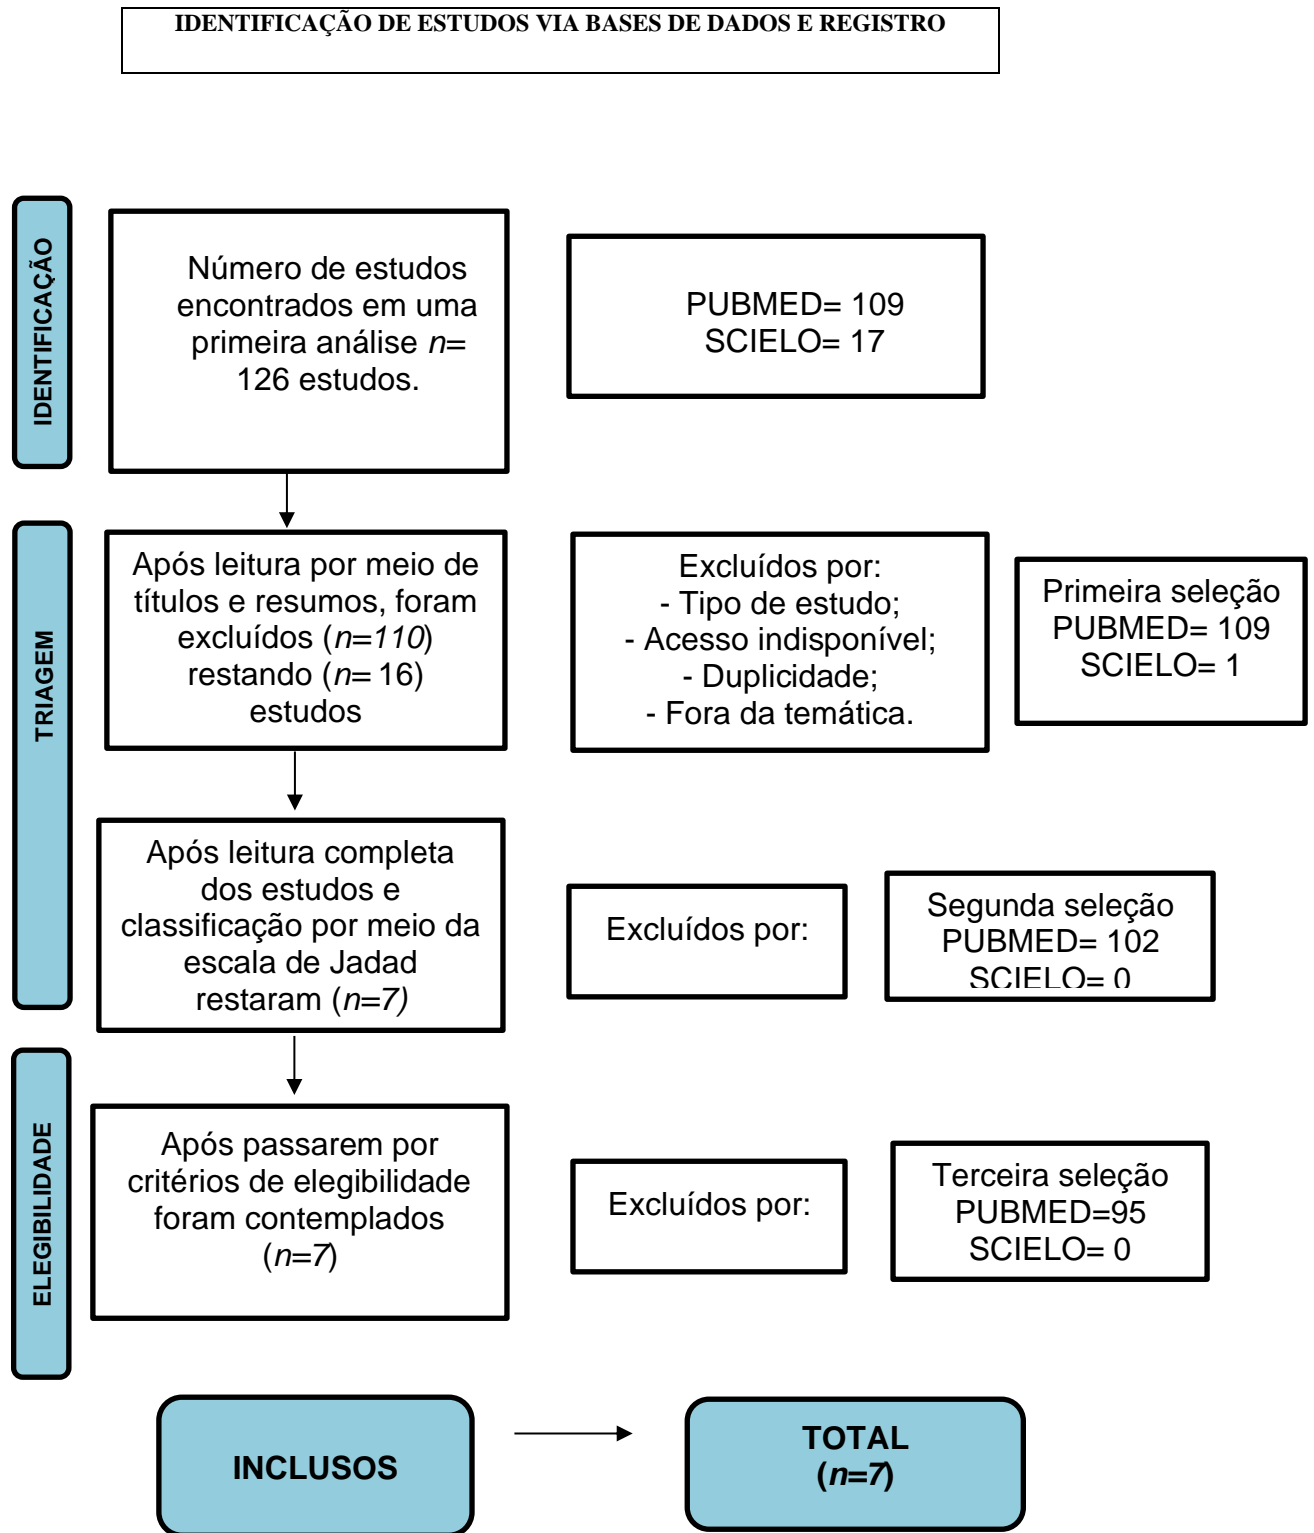 IDENTIFICAÇÃO DE ESTUDOS VIA BASES DE DADOS E REGISTRO
IDENTIFICAÇÃO
Número de estudos
encontrados em uma
primeira análise n=
126 estudos.
PUBMED= 109
SCIELO= 17
TRIAGEM
Após leitura por meio de
títulos e resumos, foram
excluídos (n=110)
restando (n= 16)
estudos
Excluídos por:
- Tipo de estudo;
- Acesso indisponível;
- Duplicidade;
- Fora da temática.
Primeira seleção
PUBMED= 109
SCIELO= 1
Após leitura completa
dos estudos e
classificação por meio da
escala de Jadad
restaram (n=7)
Excluídos por:
Segunda seleção
PUBMED= 102
SCIELO= 0
ELEGIBILIDADE
Após passarem por
critérios de elegibilidade
foram contemplados
(n=7)
Excluídos por:
Terceira seleção
PUBMED=95
SCIELO= 0
INCLUSOS
TOTAL
(n=7)